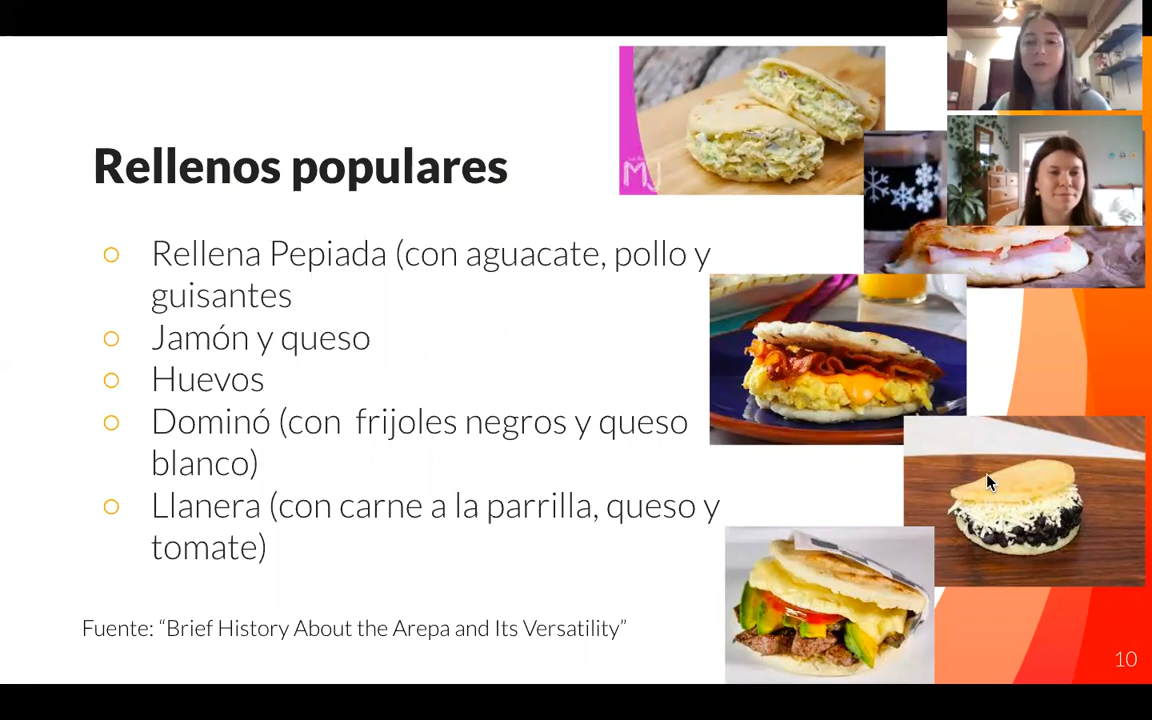 Rellenos populares
Rellena Pepiada (con aguacate, pollo y
guisantes
Jamón y queso
Huevos
Dominó (con  frijoles negros y queso
blanco)
Llanera (con carne a la parrilla, queso y
tomate)
Fuente: “Brief History About the Arepa and Its Versatility”
MJ
10